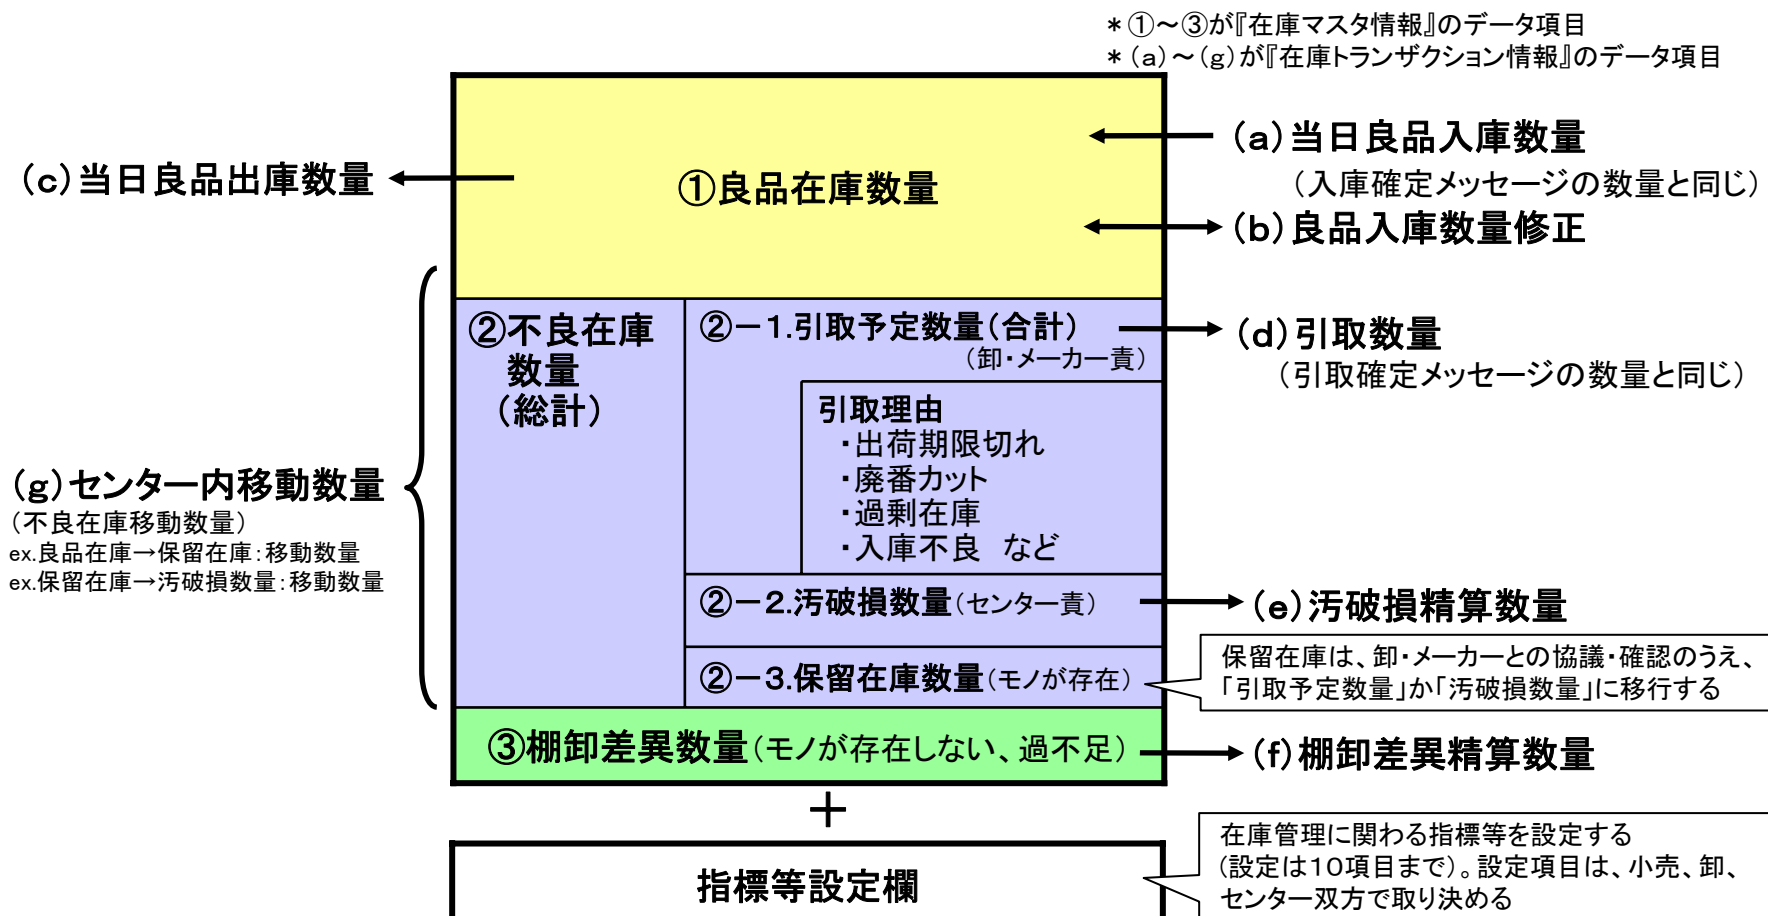 ＊①～③が『在庫マスタ情報』のデータ項目
＊(a)～(g)が『在庫トランザクション情報』のデータ項目
(a)当日良品入庫数量
(入庫確定メッセージの数量と同じ)
(c)当日良品出庫数量
①良品在庫数量
(b)良品入庫数量修正
②不良在庫
数量
(総計)
②－1.引取予定数量(合計)
(卸・メーカー責)
(d)引取数量
(引取確定メッセージの数量と同じ)
引取理由
・出荷期限切れ
・廃番カット
・過剰在庫
・入庫不良 など
(g)センター内移動数量
(不良在庫移動数量)
ex.良品在庫→保留在庫:移動数量
ex.保留在庫→汚破損数量:移動数量
②－2.汚破損数量(センター責)
(e)汚破損精算数量
②－3.保留在庫数量(モノが存在)
保留在庫は、卸・メーカーとの協議・確認のうえ、
「引取予定数量」か「汚破損数量」に移行する
③棚卸差異数量(モノが存在しない、過不足)
(f)棚卸差異精算数量
＋
指標等設定欄
在庫管理に関わる指標等を設定する
(設定は10項目まで)。設定項目は、小売、卸、
センター双方で取り決める